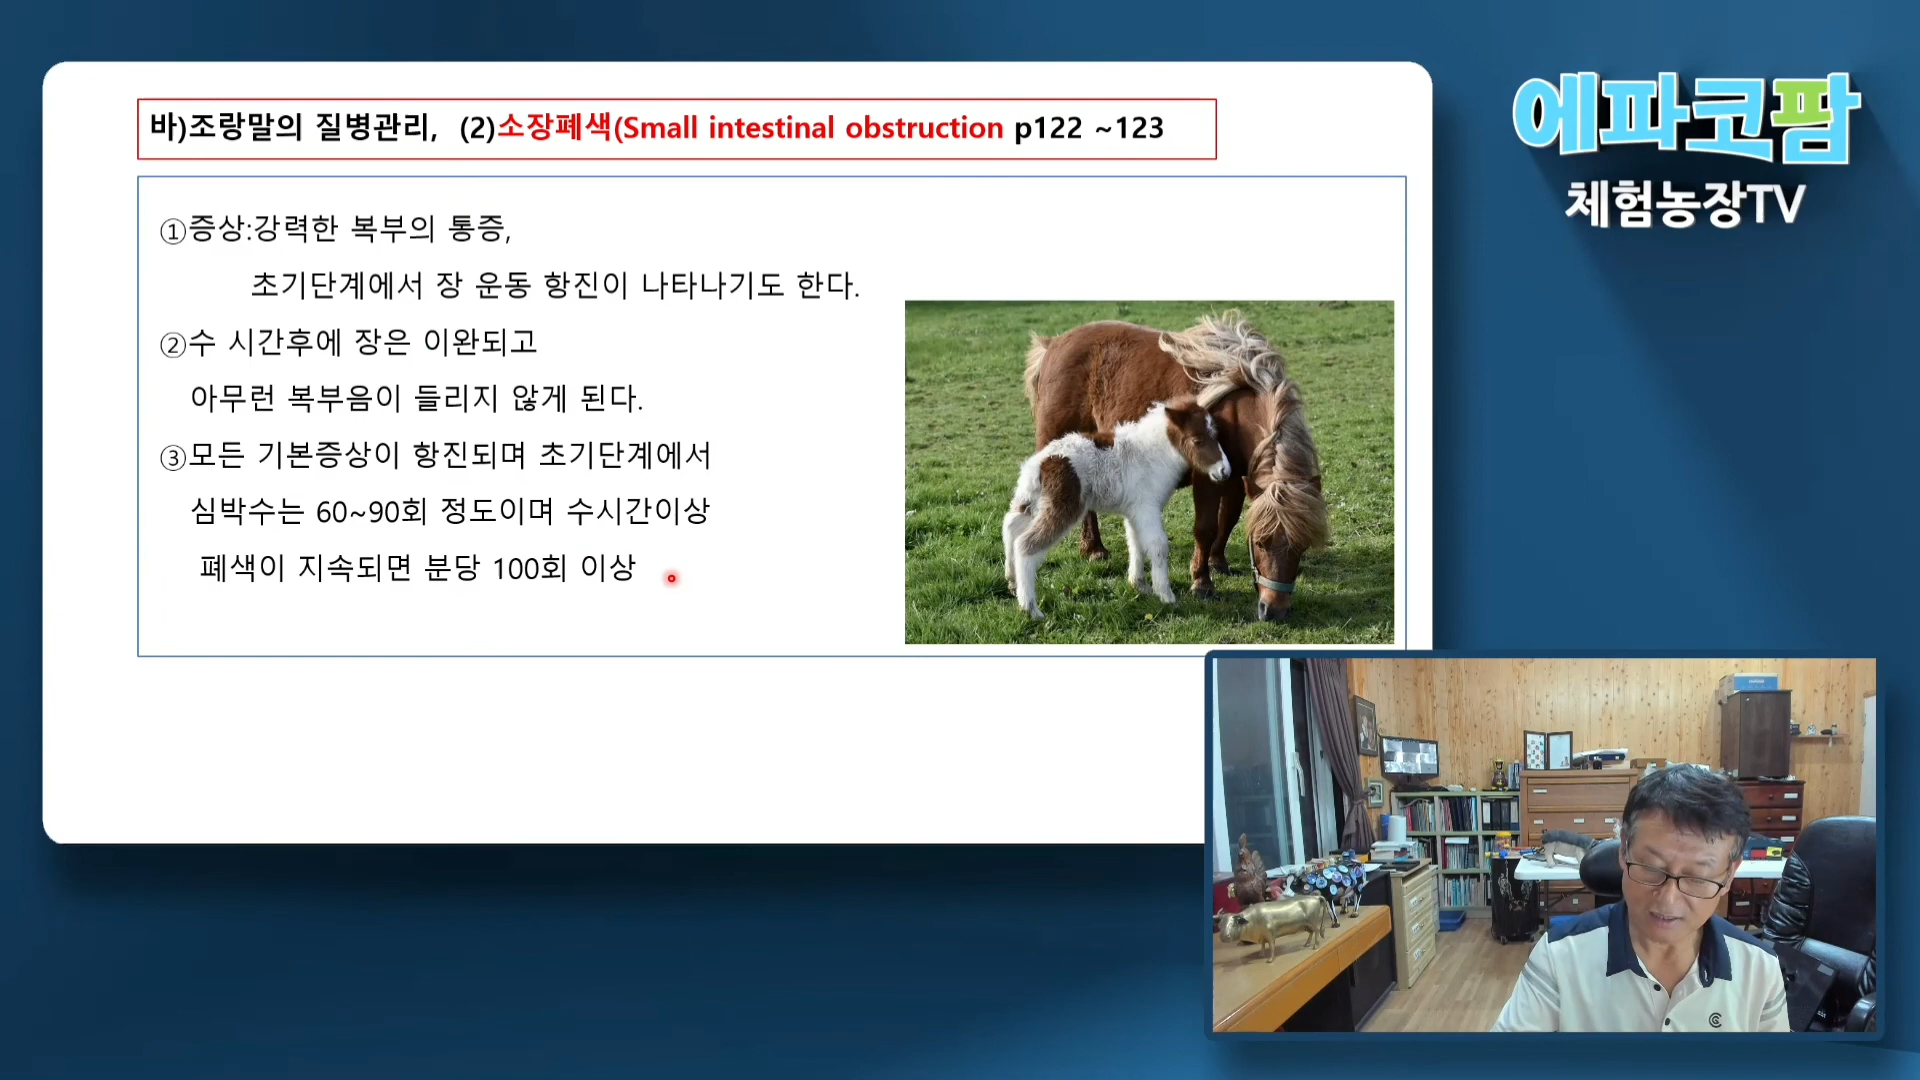 바)조랑말의 질병관리, (2)소장폐색(Small intestinal obstruction p122 ~123
①증상:강력한 복부의 통증,
초기단계에서 장 운동 항진이 나타나기도 한다.
②수 시간후에 장은 이완되고
아무런 복부음이 들리지 않게 된다.
③모든 기본증상이 항진되며 초기단계에서
심박수는 60~90회 정도이며 수시간이상
폐색이 지속되면 분당 100회 이상
에파코팜
체험농장TV